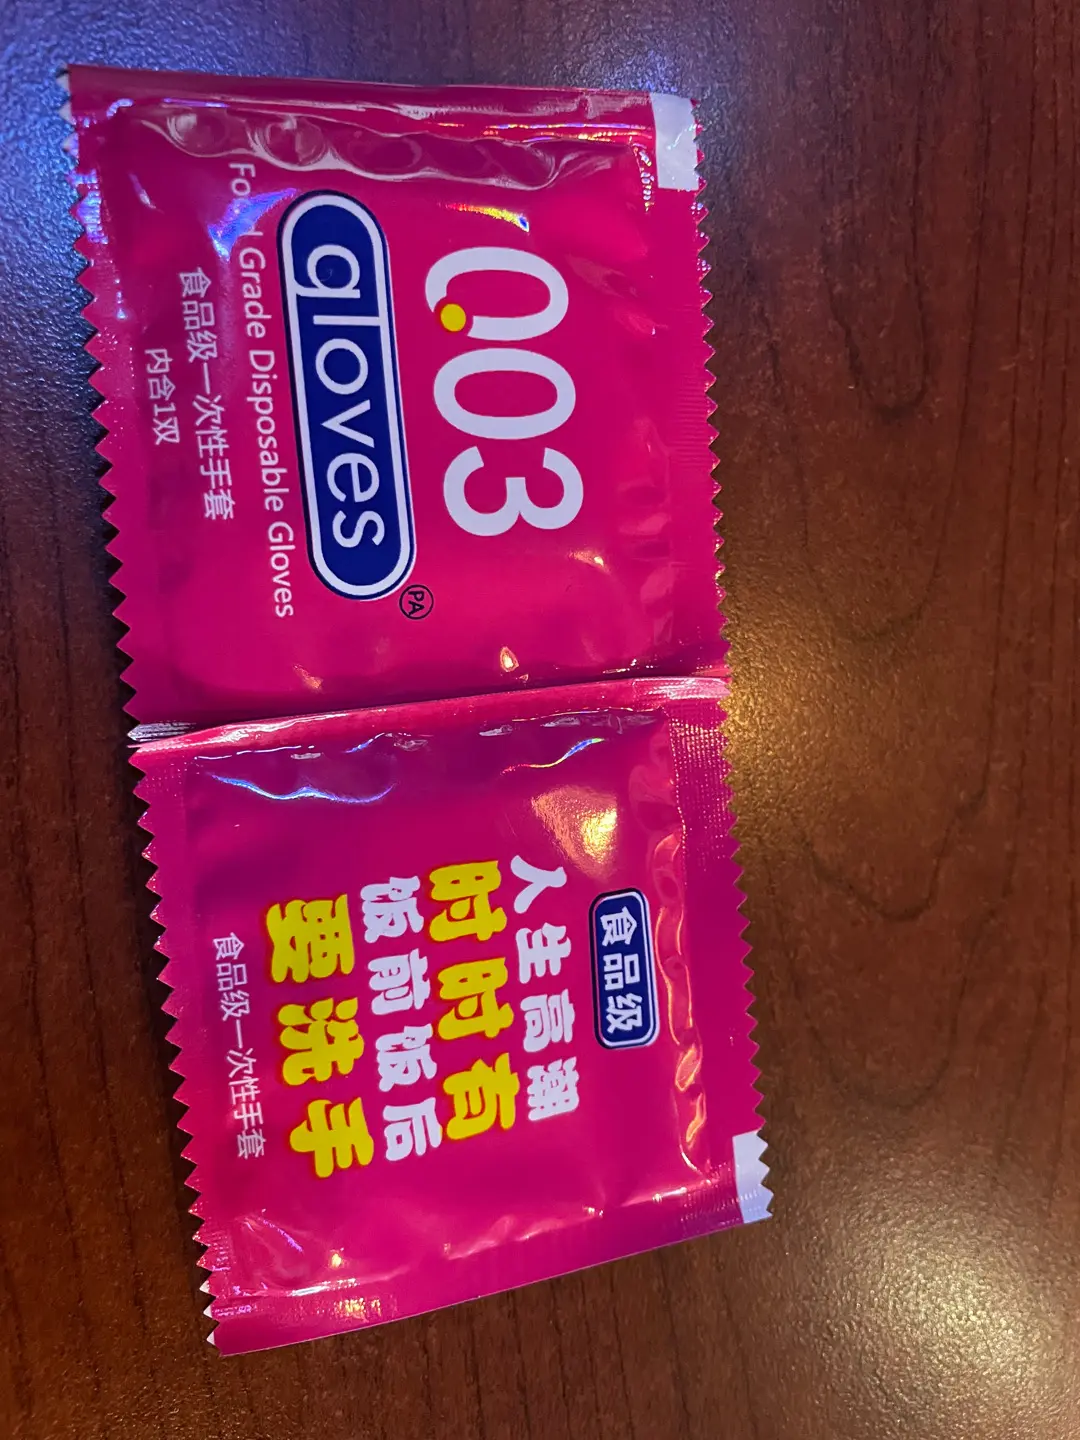 0.03
gloves
PA
Food Grade Disposable Gloves
食品级一次性手套
内含1双
食品级
人生高潮
时时有
饭前饭后
要洗手
食品级一次性手套